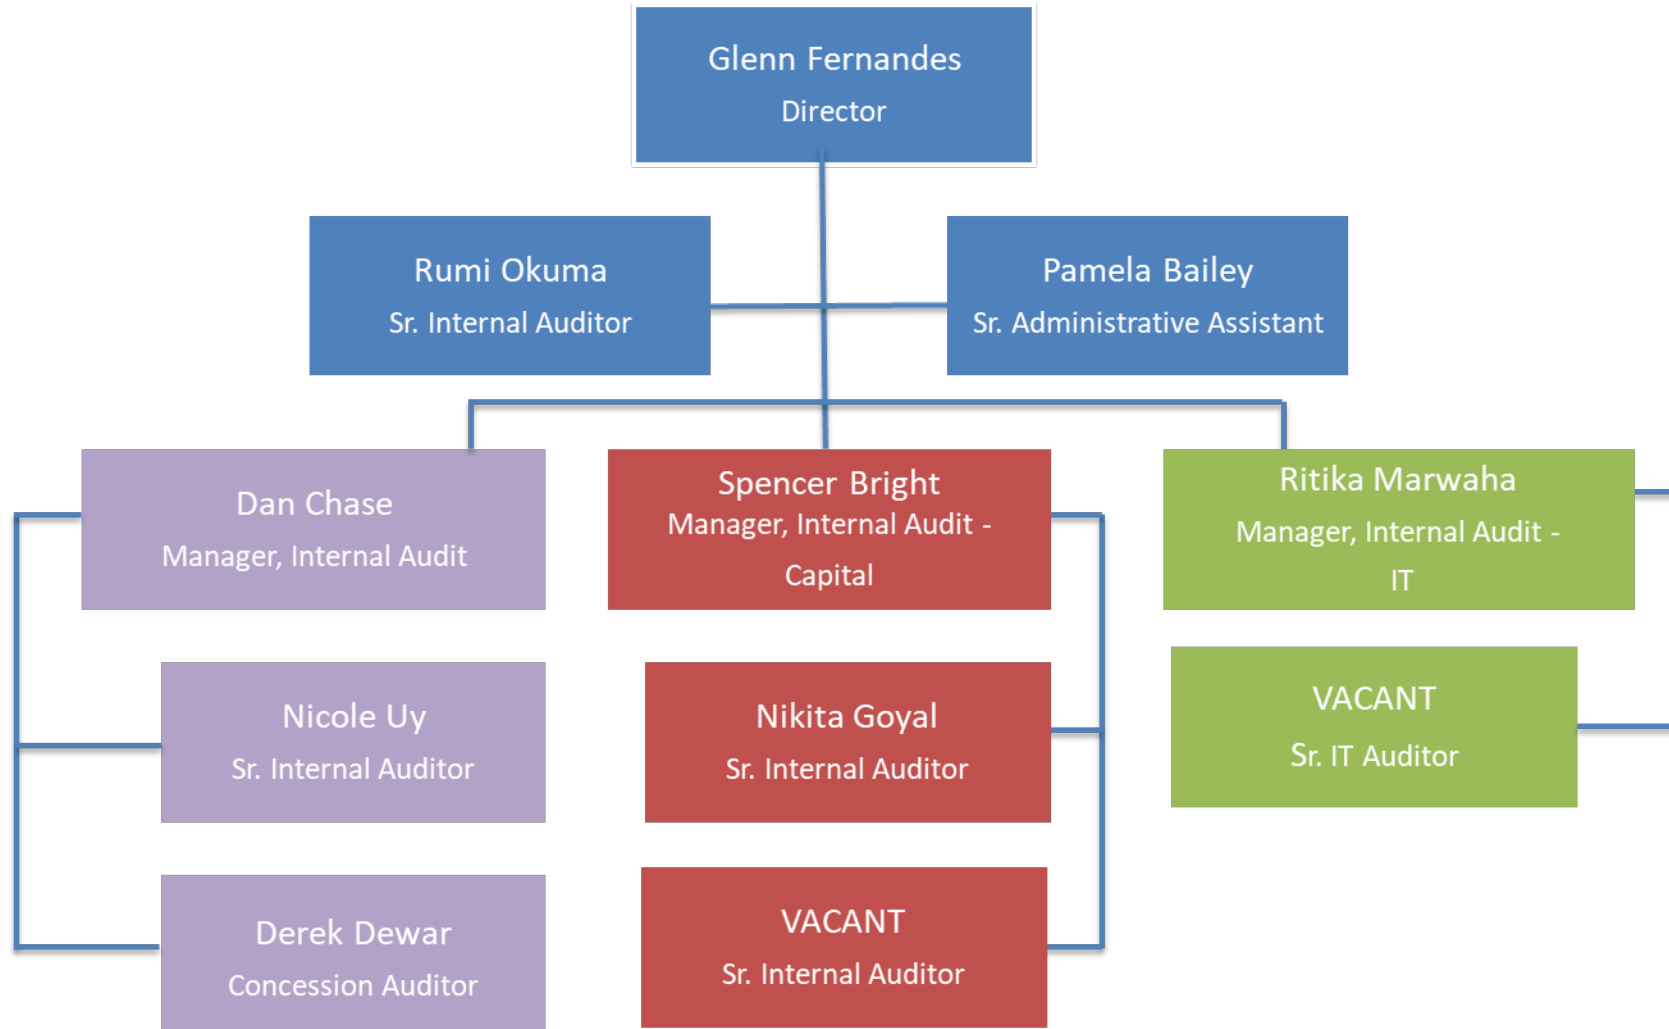 Glenn Fernandes
Director
Rumi Okuma
Sr. Internal Auditor
Pamela Bailey
Sr. Administrative Assistant
Dan Chase
Manager, Internal Audit
Spencer Bright
Manager, Internal Audit -
Capital
Ritika Marwaha
Manager, Internal Audit -
IT
Nicole Uy
Sr. Internal Auditor
Nikita Goyal
Sr. Internal Auditor
VACANT
Sr. IT Auditor
Derek Dewar
Concession Auditor
VACANT
Sr. Internal Auditor